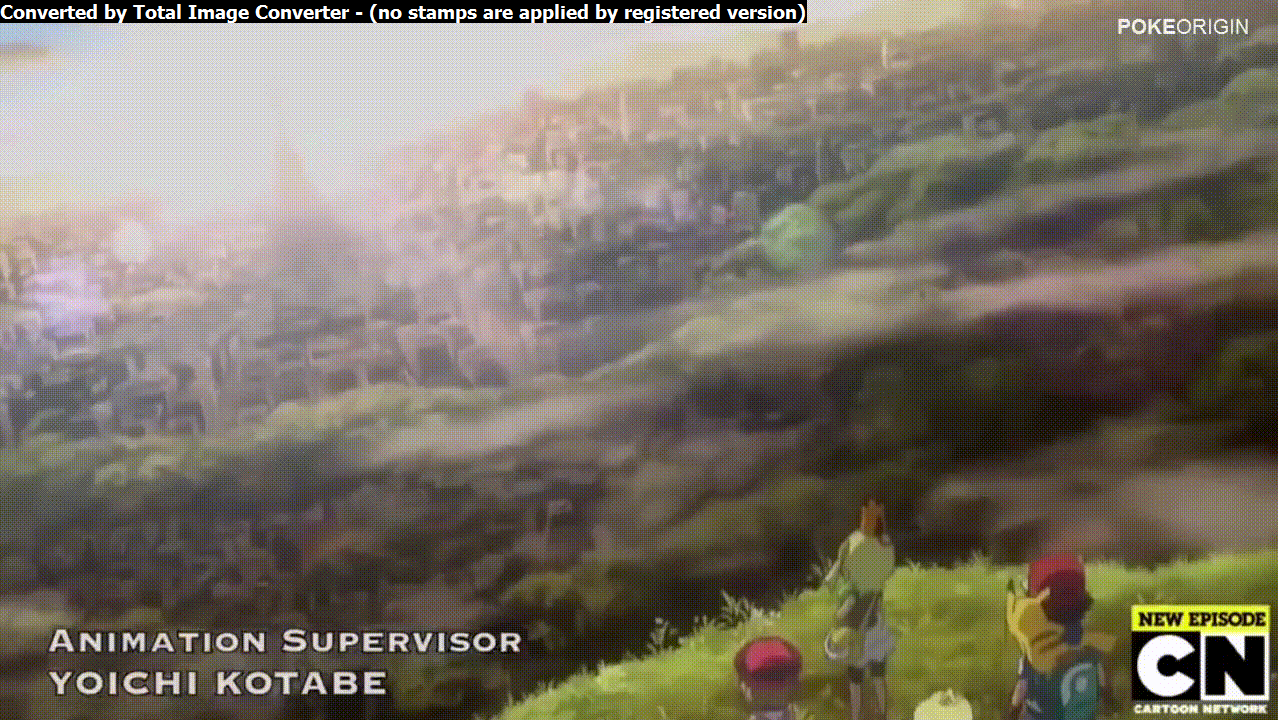 Converted by Total Image Converter - (no stamps are applied by registered version)
POKEORIGIN
ANIMATION SUPERVISOR
YOICHI KOTABE
NEW EPISODE
CN
CARTOON NETWORK